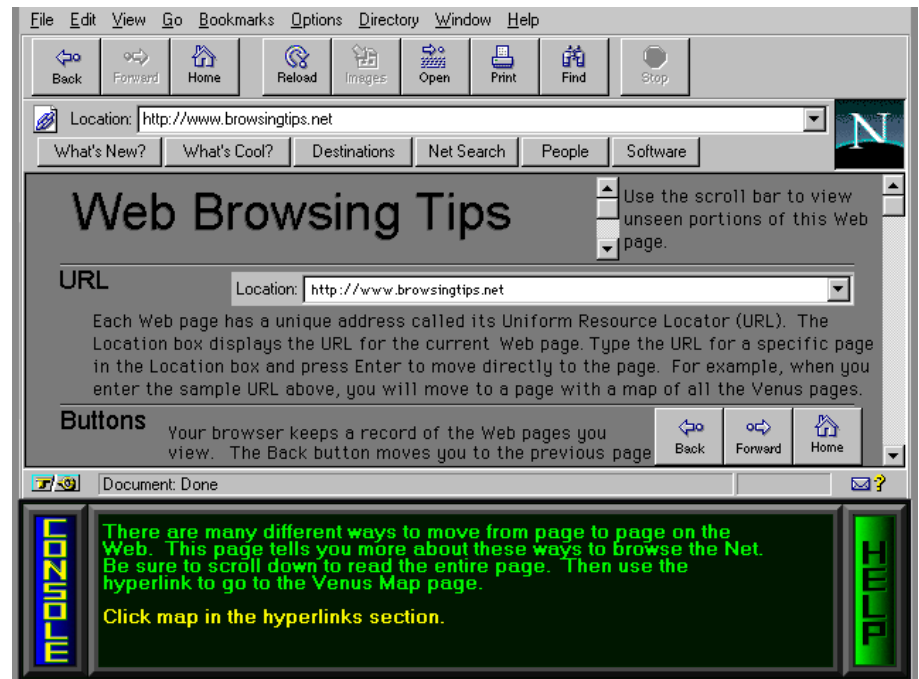 File Edit View Go Bookmarks Options Directory Window Help
Back Forward Home Reload Images Open Print Find Stop
Location: http://www.browsingtips.net
N
What's New? What's Cool? Destinations Net Search People Software
Web Browsing Tips
Use the scroll bar to view
unseen portions of this Web
page.
URL
Location: http://www.browsingtips.net
Each Web page has a unique address called its Uniform Resource Locator (URL). The
Location box displays the URL for the current Web page. Type the URL for a specific page
in the Location box and press Enter to move directly to the page. For example, when you
enter the sample URL above, you will move to a page with a map of all the Venus pages.
Buttons
Your browser keeps a record of the Web pages you
view. The Back button moves you to the previous page
Back Forward Home
Document: Done
CONSOLE
There are many different ways to move from page to page on the
Web. This page tells you more about these ways to browse the Net.
Be sure to scroll down to read the entire page. Then use the
hyperlink to go to the Venus Map page.
Click map in the hyperlinks section.
HELP